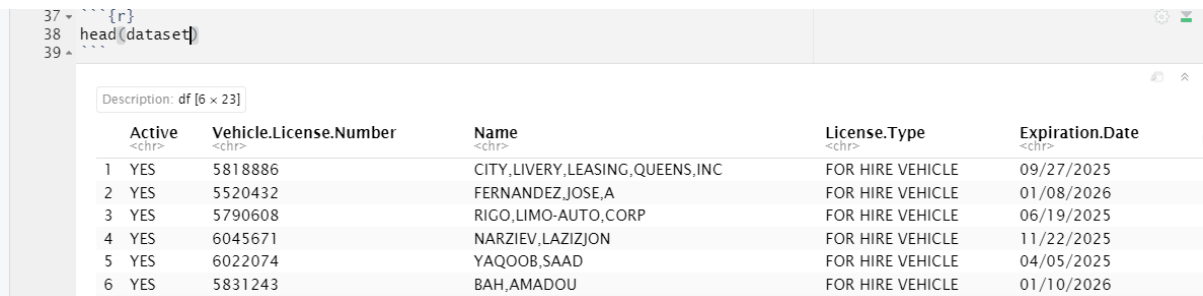 37 ```{r}
38 head(dataset)
39 ```
Description: df [6 × 23]
Active Vehicle.License.Number Name License.Type Expiration.Date
<chr> <chr> <chr> <chr> <chr>
1 YES 5818886 CITY,LIVERY,LEASING,QUEENS,INC FOR HIRE VEHICLE 09/27/2025
2 YES 5520432 FERNANDEZ,JOSE,A FOR HIRE VEHICLE 01/08/2026
3 YES 5790608 RIGO,LIMO-AUTO,CORP FOR HIRE VEHICLE 06/19/2025
4 YES 6045671 NARZIEV,LAZIZJON FOR HIRE VEHICLE 11/22/2025
5 YES 6022074 YAQOOB,SAAD FOR HIRE VEHICLE 04/05/2025
6 YES 5831243 BAH,AMADOU FOR HIRE VEHICLE 01/10/2026